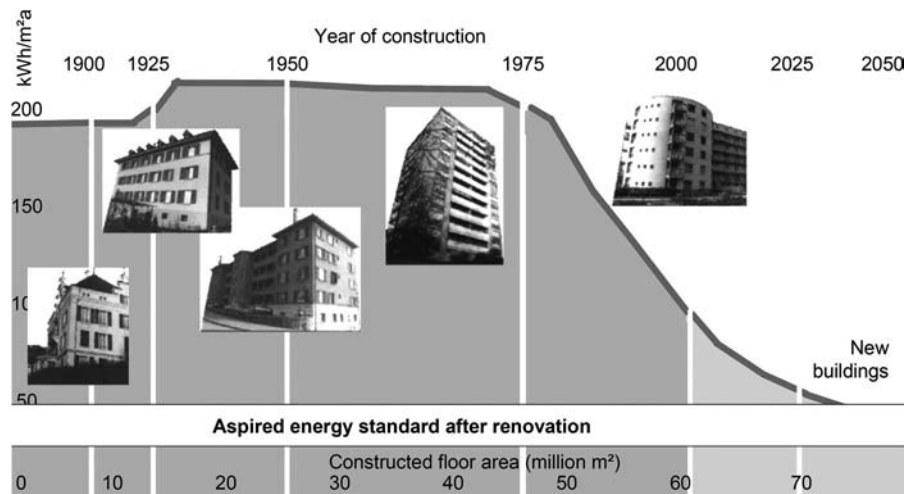 kWh/m²a
Year of construction
1900 1925 1950 1975 2000 2025 2050
200
150
100
50
New
buildings
Aspired energy standard after renovation
Constructed floor area (million m²)
0 10 20 30 40 50 60 70